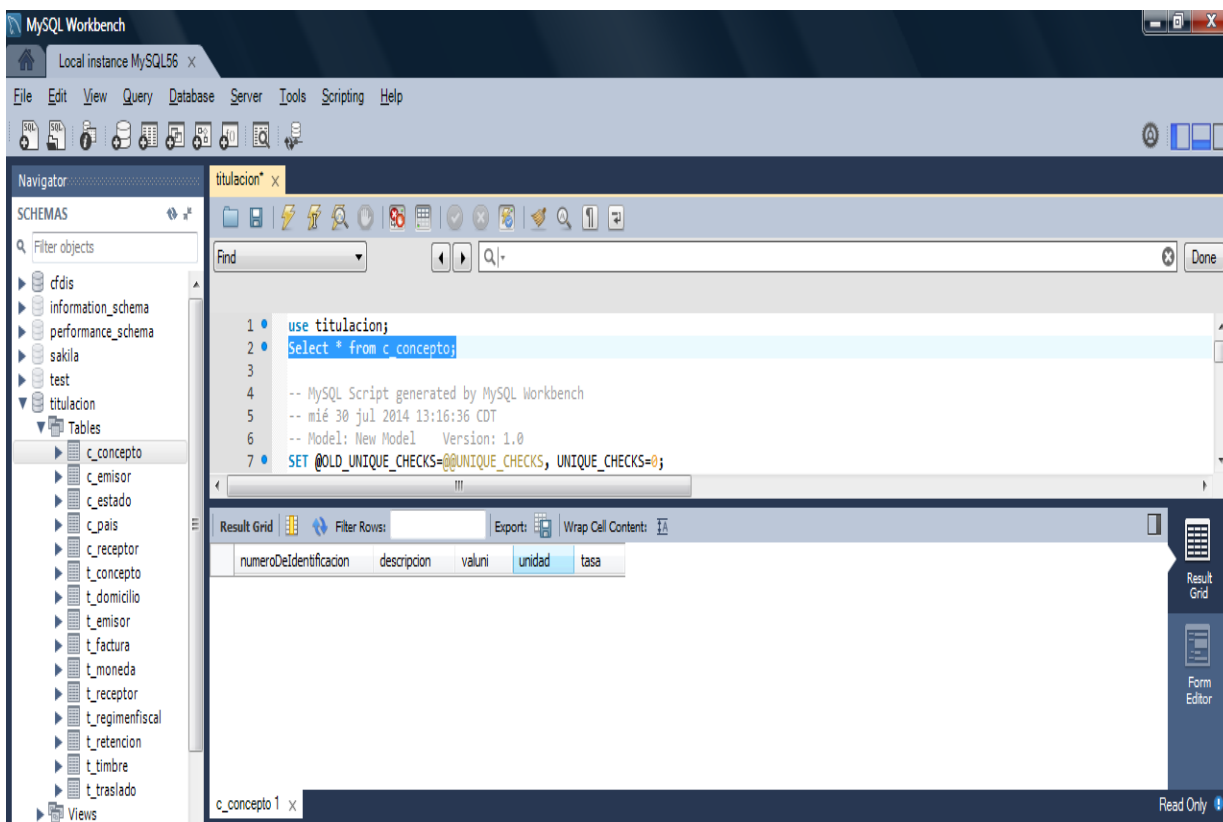 MySQL Workbench
Local instance MySQL56
File Edit View Query Database Server Tools Scripting Help
Navigator
titulacion*
SCHEMAS
Filter objects
Find
Done
cfdis
information_schema
performance_schema
sakila
test
titulacion
Tables
c_concepto
c_emisor
c_estado
c_pais
c_receptor
t_concepto
t_domicilio
t_emisor
t_factura
t_moneda
t_receptor
t_regimenfiscal
t_retencion
t_timbre
t_traslado
Views
1 use titulacion;
2 Select * from c_concepto;
3
4 -- MySQL Script generated by MySQL Workbench
5 -- mié 30 jul 2014 13:16:36 CDT
6 -- Model: New Model Version: 1.0
7 SET @OLD_UNIQUE_CHECKS=@@UNIQUE_CHECKS, UNIQUE_CHECKS=0;
Result Grid Filter Rows: Export: Wrap Cell Content:
numeroDeIdentificacion descripcion valuni unidad tasa
Result
Grid
Form
Editor
c_concepto 1
Read Only